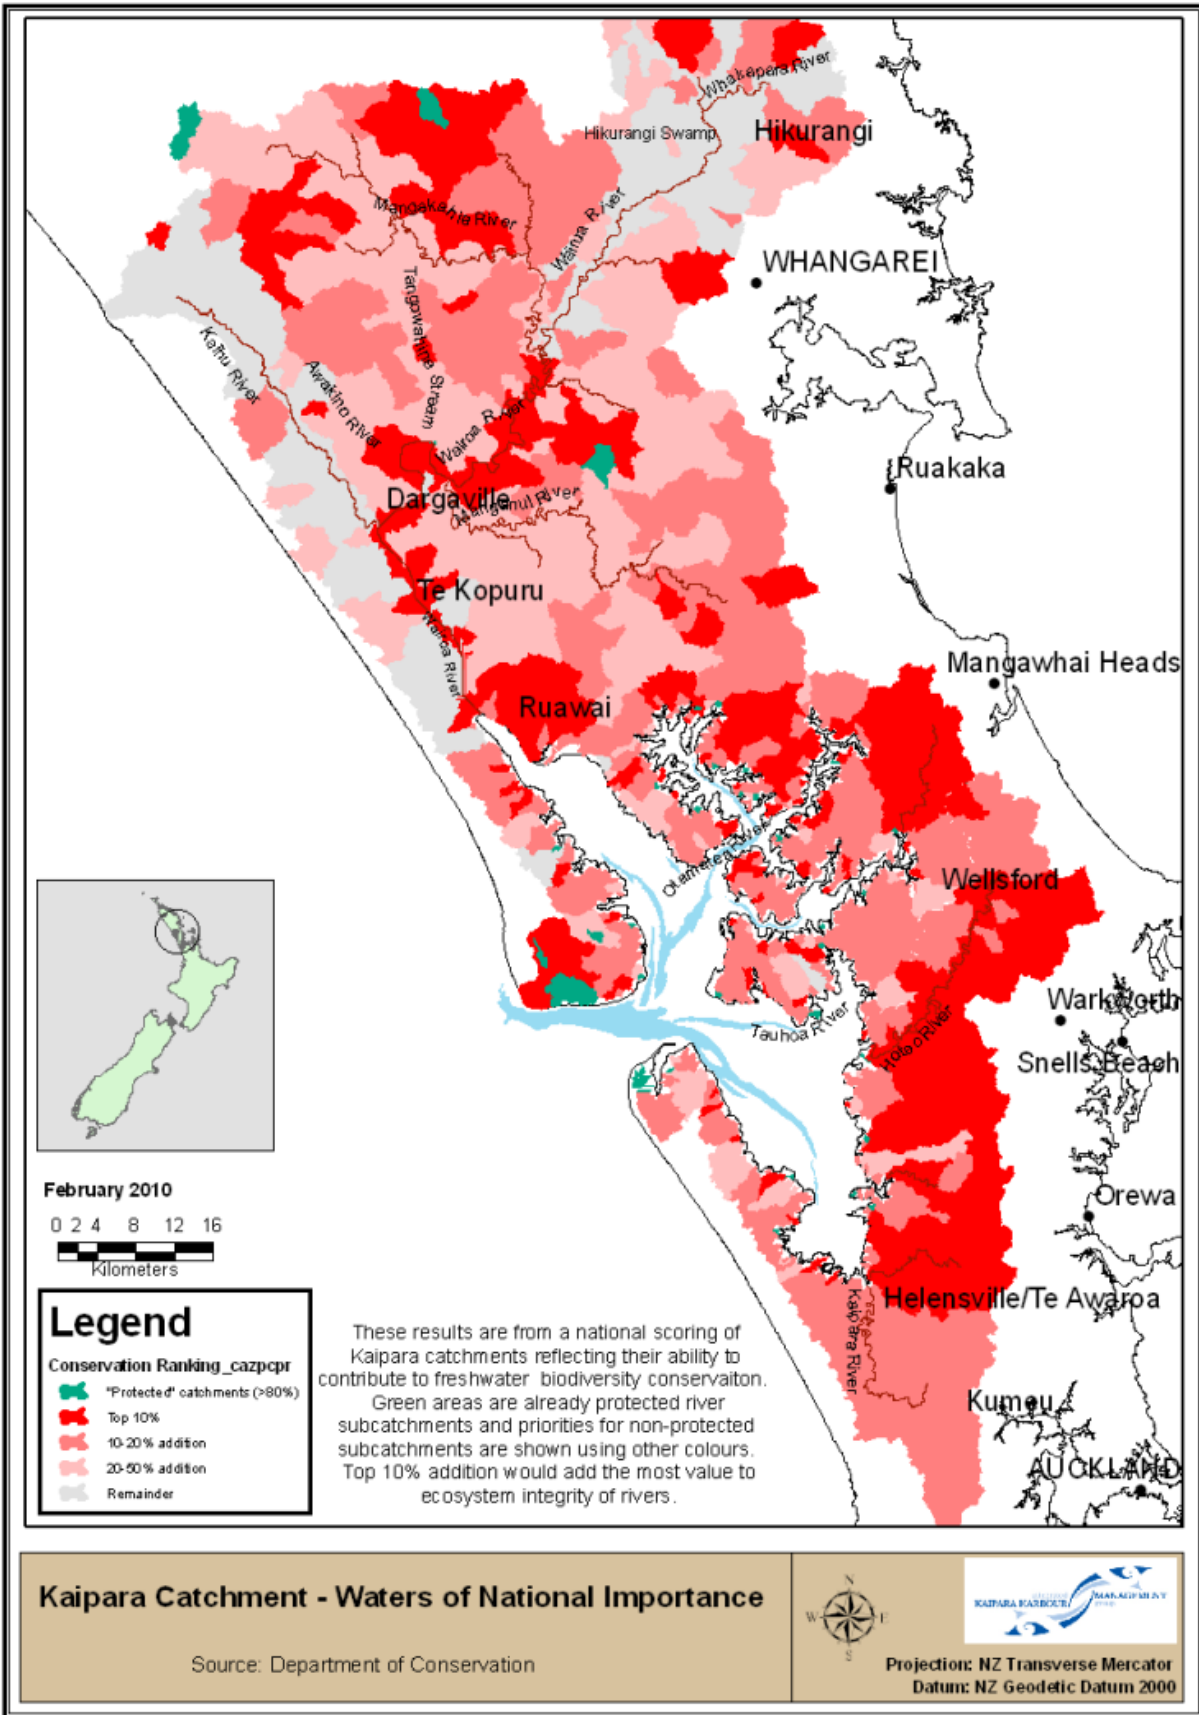 Whakapara River
Hikurangi Swamp
Hikurangi
Mangakahia River
Wairua River
WHANGAREI
Tangowahine Stream
Kaihu River
Awakino River
Wairoa River
Ruakaka
Dargaville
Manganui River
Te Kopuru
Wairoa River
Mangawhai Heads
Ruawai
Otamatea River
Wellsford
Warkworth
Tauhoa River
Hoteo River
Snells Beach
February 2010
Orewa
0 2 4 8 12 16
Kilometers
Helensville/Te Awaroa
Kaipara River
Kumeu
AUCKLAND
Legend
Conservation Ranking_cazpcpr
"Protected" catchments (>80%)
Top 10%
10-20% addition
20-50% addition
Remainder
These results are from a national scoring of
Kaipara catchments reflecting their ability to
contribute to freshwater biodiversity conservaiton.
Green areas are already protected river
subcatchments and priorities for non-protected
subcatchments are shown using other colours.
Top 10% addition would add the most value to
ecosystem integrity of rivers.
Kaipara Catchment - Waters of National Importance
Source: Department of Conservation
N
W E
S
KAIPARA HARBOUR
MANAGEMENT
Projection: NZ Transverse Mercator
Datum: NZ Geodetic Datum 2000